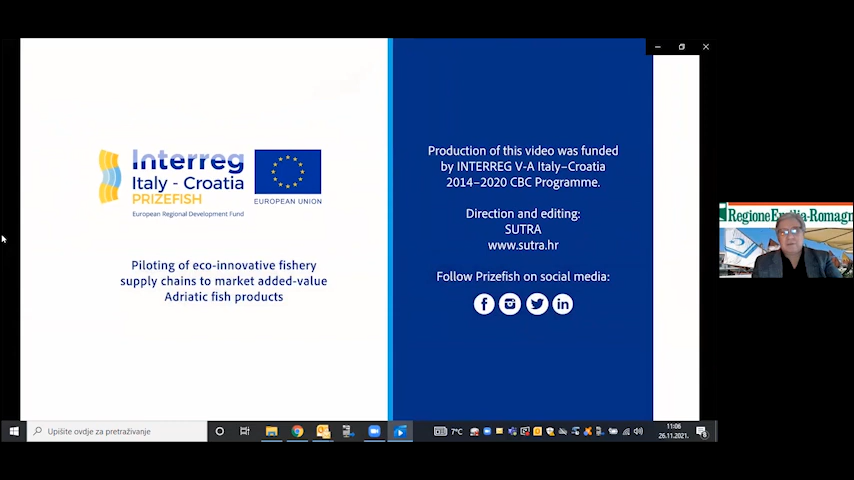 Interreg
Italy - Croatia
PRIZEFISH
European Regional Development Fund
EUROPEAN UNION
Piloting of eco-innovative fishery
supply chains to market added-value
Adriatic fish products
Production of this video was funded
by INTERREG V-A Italy–Croatia
2014–2020 CBC Programme.
Direction and editing:
SUTRA
www.sutra.hr
Follow Prizefish on social media:
RegioneEmilia-Romagn
Upišite ovdje za pretraživanje
7°C
11:06
26.11.2021.